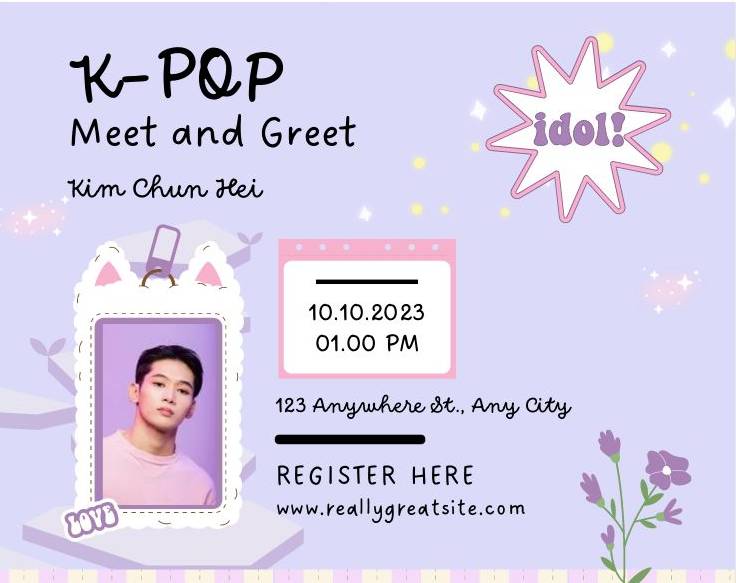 K-POP
Meet and Greet
Kim Chun Hei
idol!
10.10.2023
01.00 PM
123 Anywhere St., Any City
REGISTER HERE
www.reallygreatsite.com
LOVE